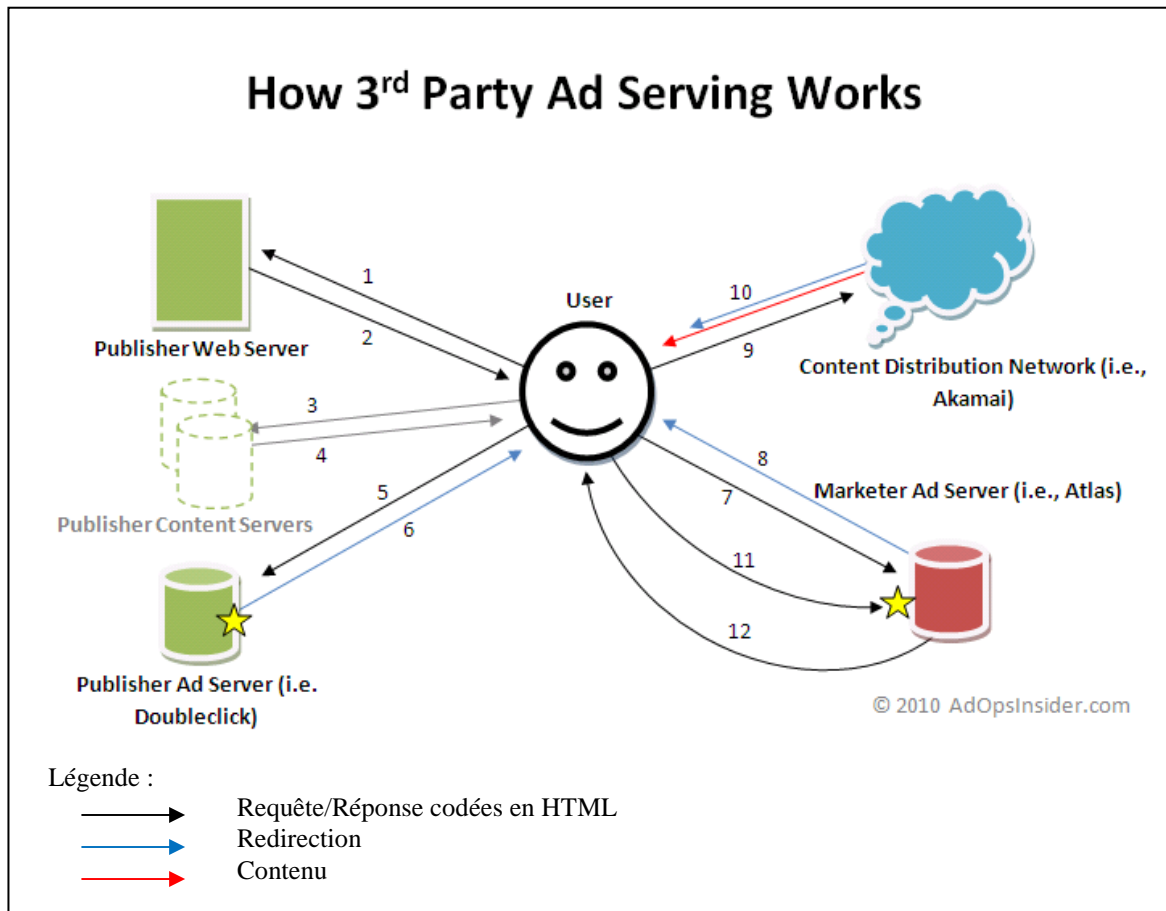 How 3rd Party Ad Serving Works
User
1
2
Publisher Web Server
3
4
Publisher Content Servers
5
6
Publisher Ad Server (i.e.
Doubleclick)
10
9
Content Distribution Network (i.e.,
Akamai)
8
7
Marketer Ad Server (i.e., Atlas)
11
12
© 2010 AdOpsInsider.com
Légende :
Requête/Réponse codées en HTML
Redirection
Contenu